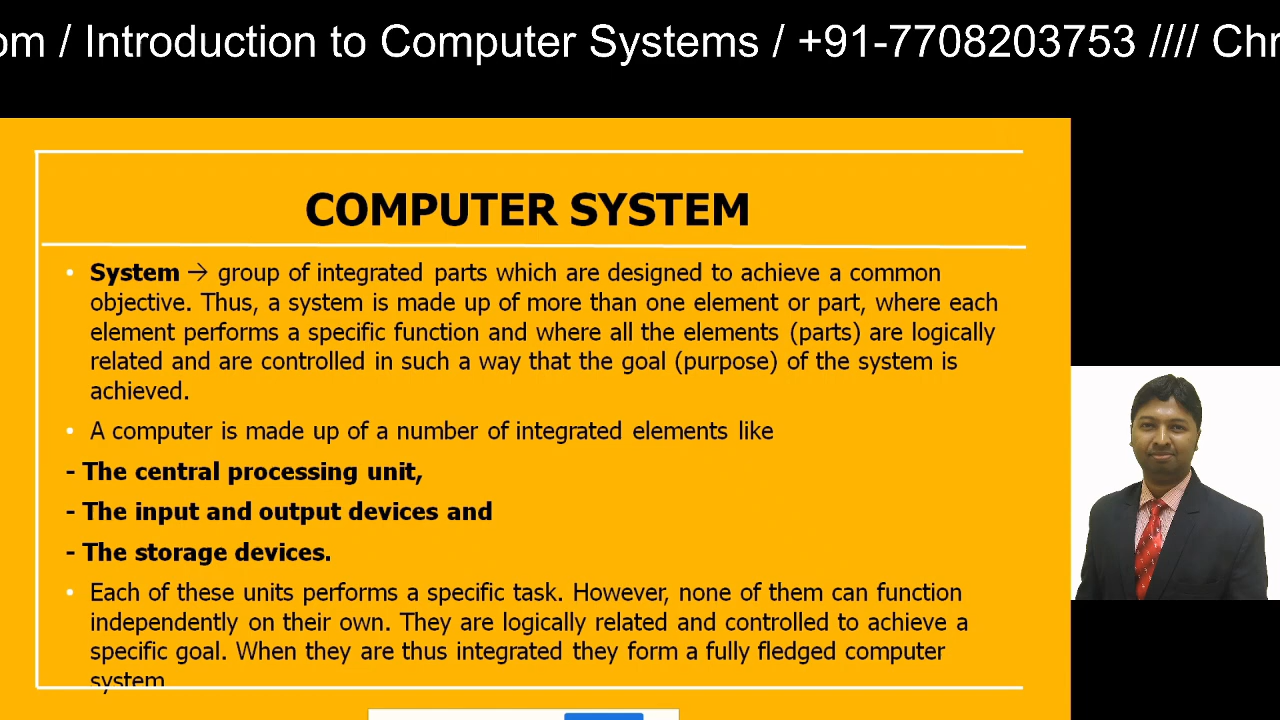 om / Introduction to Computer Systems / +91-7708203753 //// Chr
COMPUTER SYSTEM
• System → group of integrated parts which are designed to achieve a common
objective. Thus, a system is made up of more than one element or part, where each
element performs a specific function and where all the elements (parts) are logically
related and are controlled in such a way that the goal (purpose) of the system is
achieved.
• A computer is made up of a number of integrated elements like
- The central processing unit,
- The input and output devices and
- The storage devices.
• Each of these units performs a specific task. However, none of them can function
independently on their own. They are logically related and controlled to achieve a
specific goal. When they are thus integrated they form a fully fledged computer
system